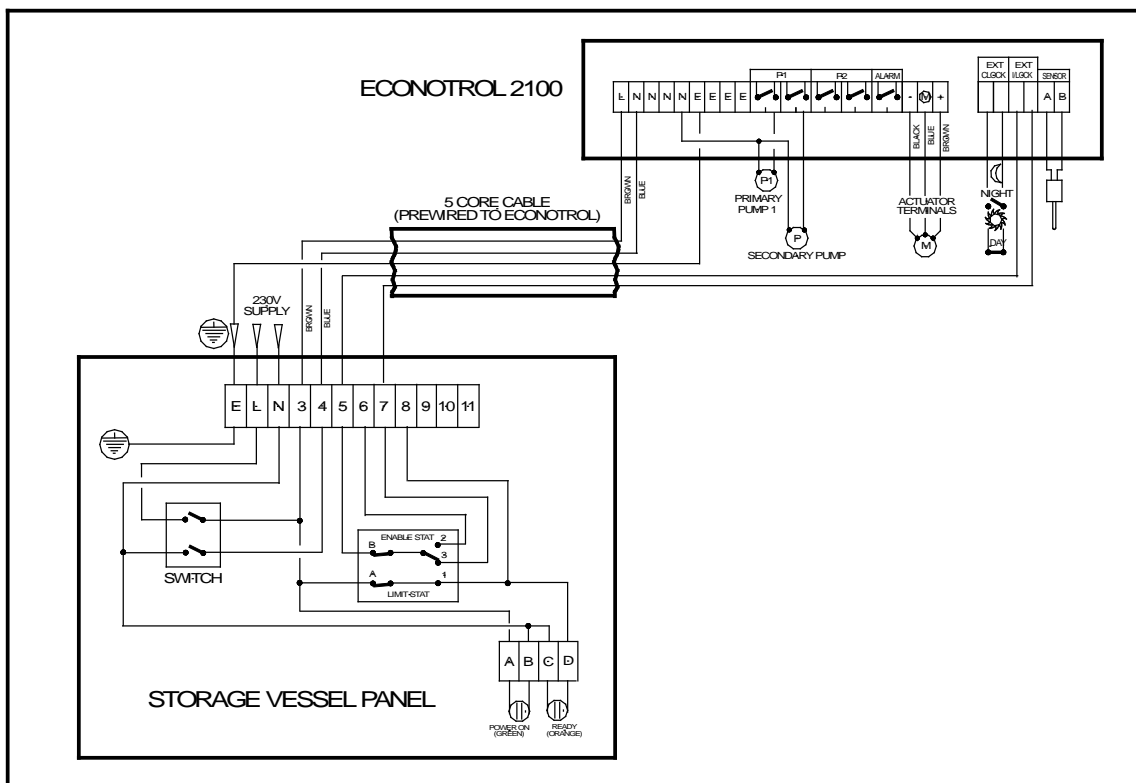 ECONOTROL 2100
P1 P2 ALARM
EXT CLOCK
EXT I/LOCK
SENSOR
L N N N N E E E E - M +
A B
BLACK
BLUE
BROWN
BROWN
BLUE
P1
PRIMARY
PUMP 1
P
SECONDARY PUMP
ACTUATOR
TERMINALS
M
NIGHT
DAY
5 CORE CABLE
(PREWIRED TO ECONOTROL)
230V
SUPPLY
BROWN
BLUE
E L N 3 4 5 6 7 8 9 10 11
SWITCH
ENABLE STAT
2
B
3
A
1
LIMIT-STAT
A B C D
STORAGE VESSEL PANEL
POWER ON
(GREEN)
READY
(ORANGE)